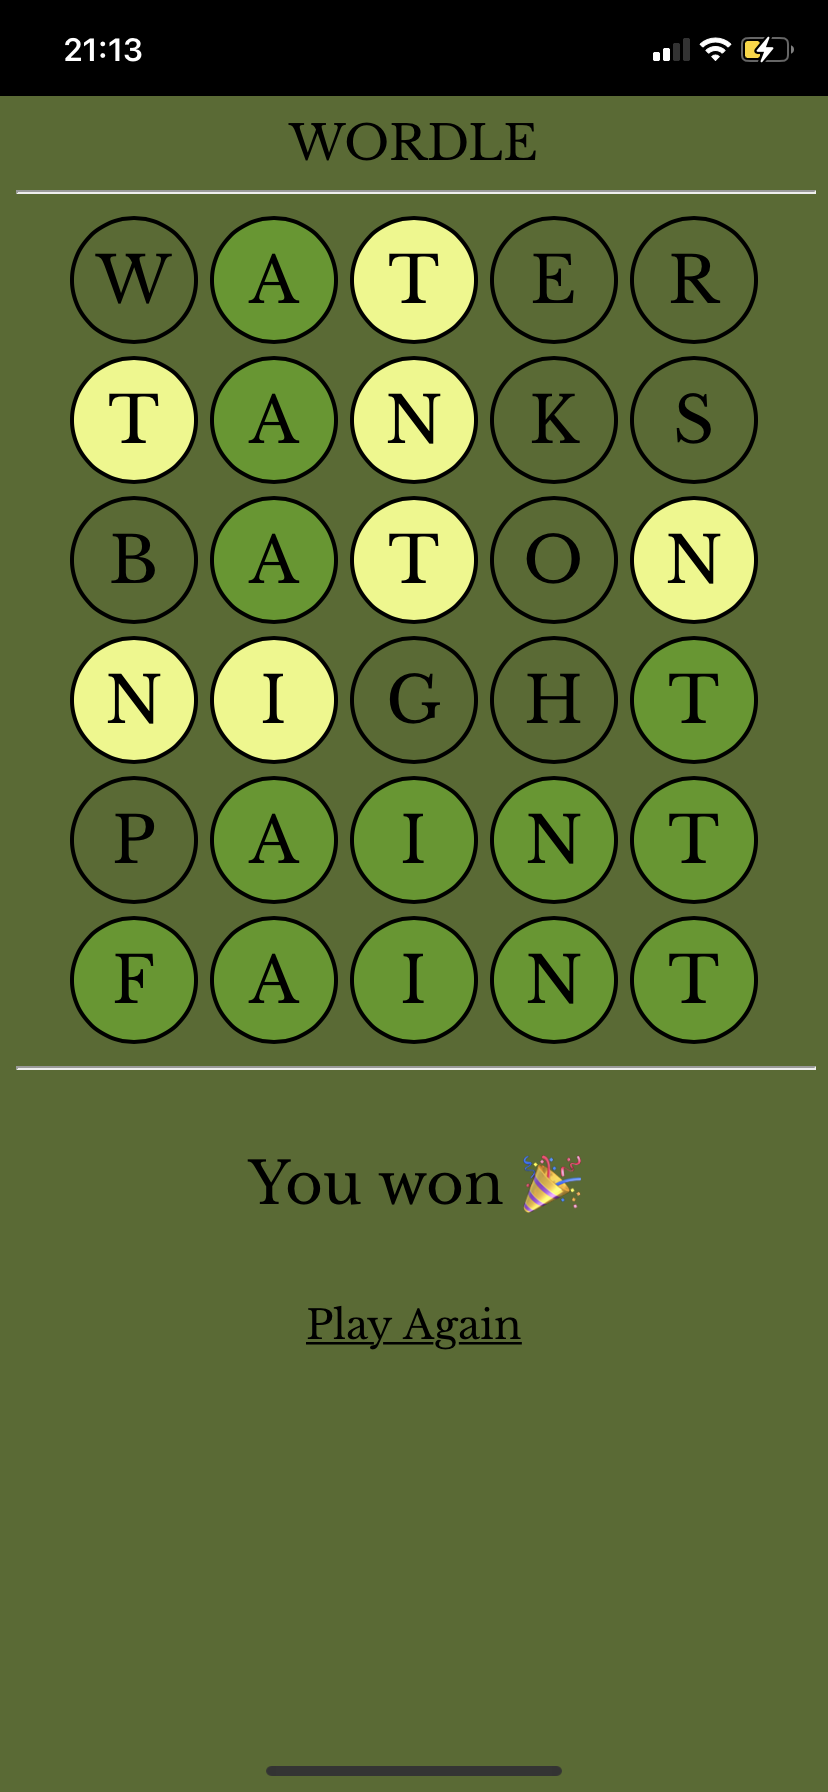 21:13
WORDLE
W A T E R
T A N K S
B A T O N
N I G H T
P A I N T
F A I N T
You won 🎉
Play Again